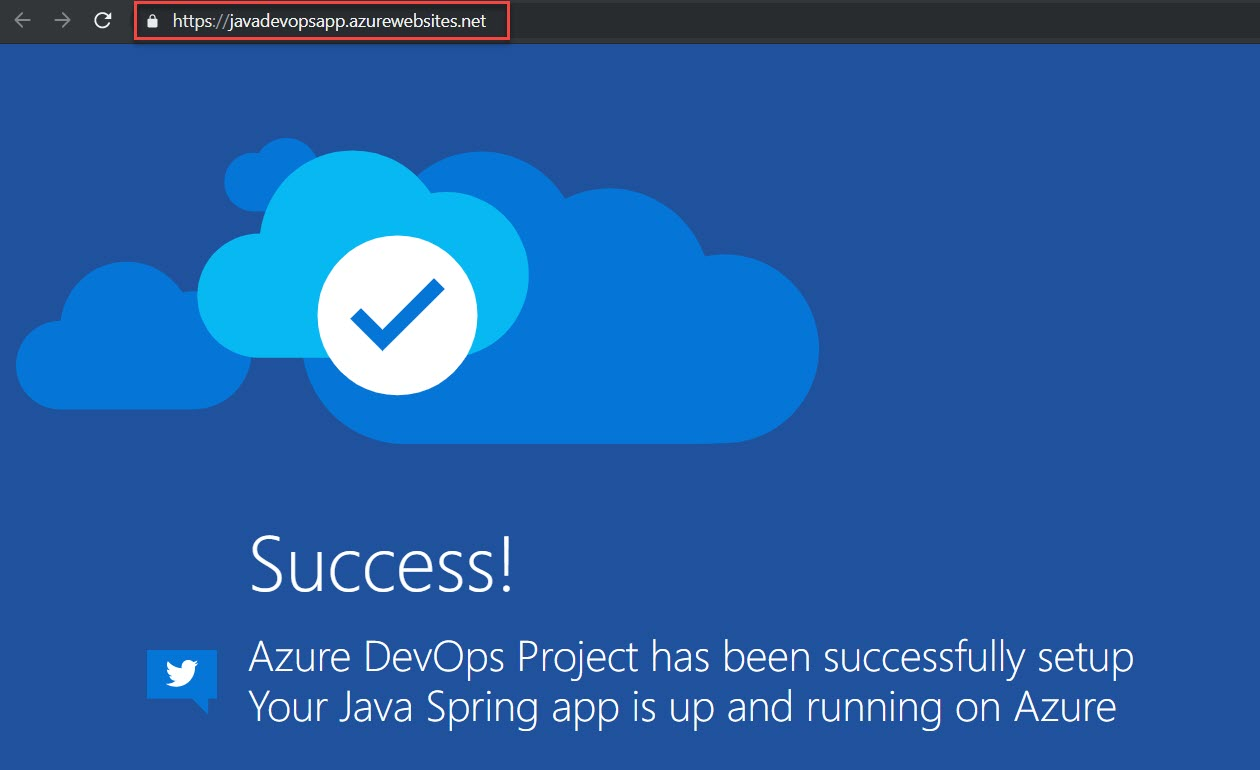 https://javadevopsapp.azurewebsites.net
Success!
Azure DevOps Project has been successfully setup
Your Java Spring app is up and running on Azure